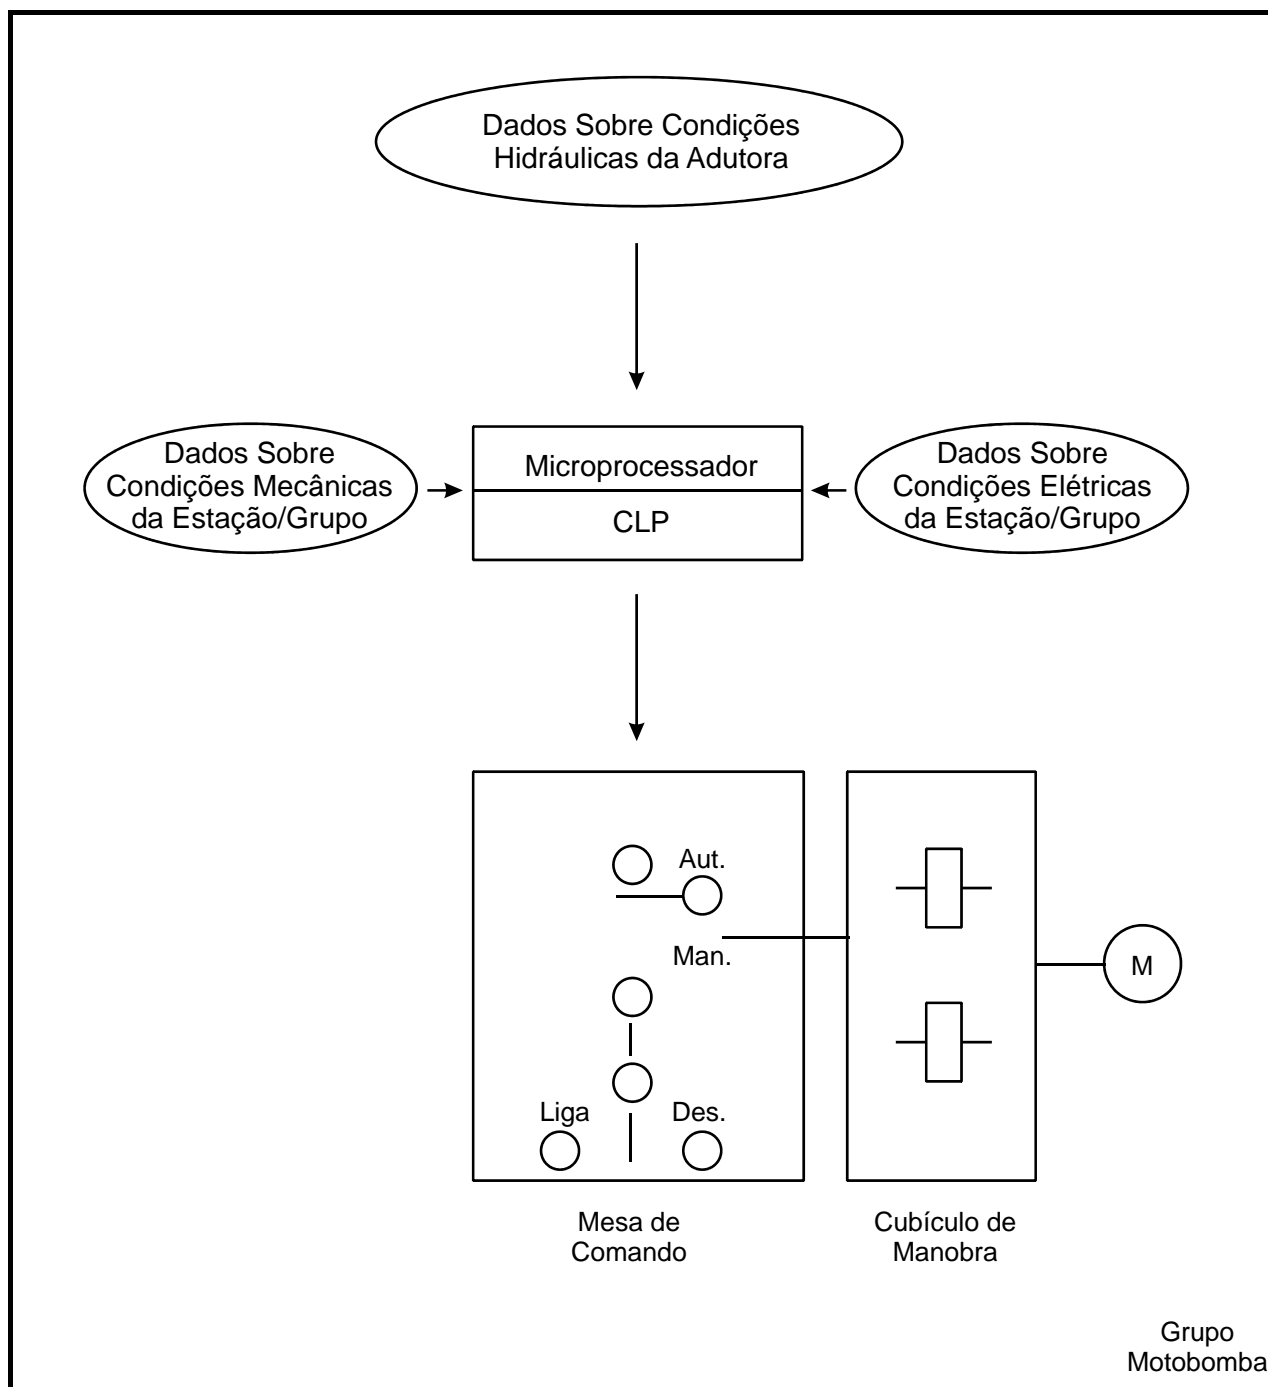 Dados Sobre Condições
Hidráulicas da Adutora
Dados Sobre
Condições Mecânicas
da Estação/Grupo
Microprocessador
CLP
Dados Sobre
Condições Elétricas
da Estação/Grupo
Aut.
Man.
Liga
Des.
M
Mesa de
Comando
Cubículo de
Manobra
Grupo
Motobomba